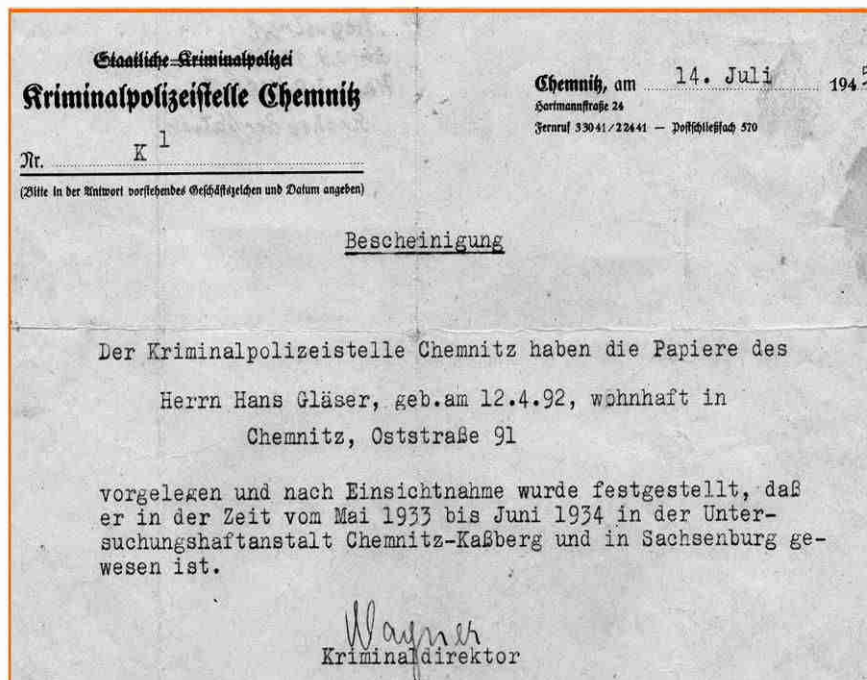 Staatliche Kriminalpolizei
Kriminalpolizeistelle Chemnitz
Nr. K 1
(Bitte in der Antwort vorstehendes Geschäftszeichen und Datum angeben)
Chemnitz, am 14. Juli 1945
Hartmannstraße 24
Fernruf 33041/22441 — Postschließfach 570
Bescheinigung
Der Kriminalpolizeistelle Chemnitz haben die Papiere des
Herrn Hans Gläser, geb.am 12.4.92, wohnhaft in
Chemnitz, Oststraße 91
vorgelegen und nach Einsichtnahme wurde festgestellt, daß
er in der Zeit vom Mai 1933 bis Juni 1934 in der Unter-
suchungshaftanstalt Chemnitz-Kaßberg und in Sachsenburg ge-
wesen ist.
Wagner
Kriminaldirektor